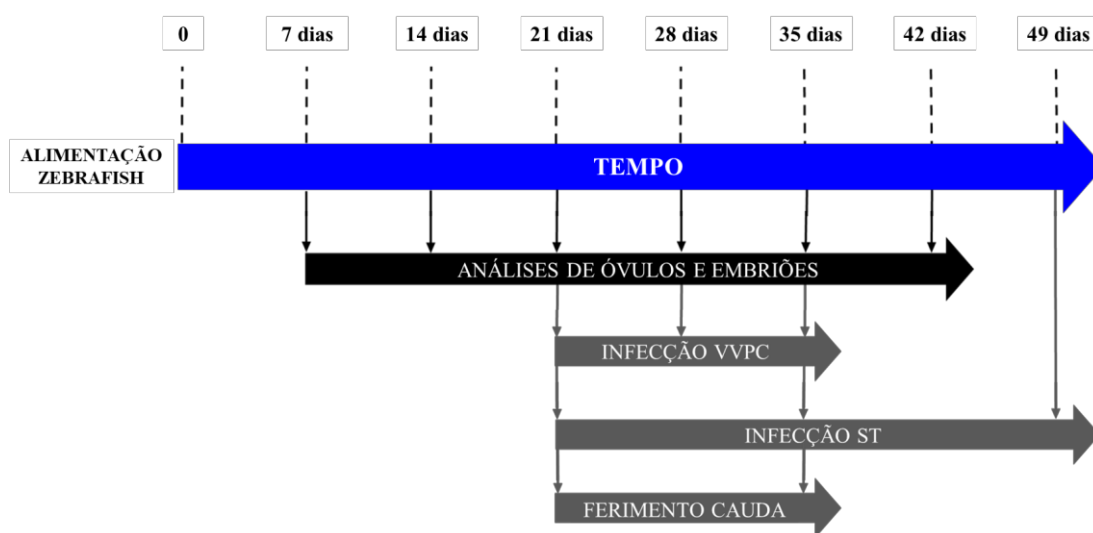 0
7 dias
14 dias
21 dias
28 dias
35 dias
42 dias
49 dias
ALIMENTAÇÃO
ZEBRAFISH
TEMPO
ANÁLISES DE ÓVULOS E EMBRIÕES
INFECÇÃO VVPC
INFECÇÃO ST
FERIMENTO CAUDA